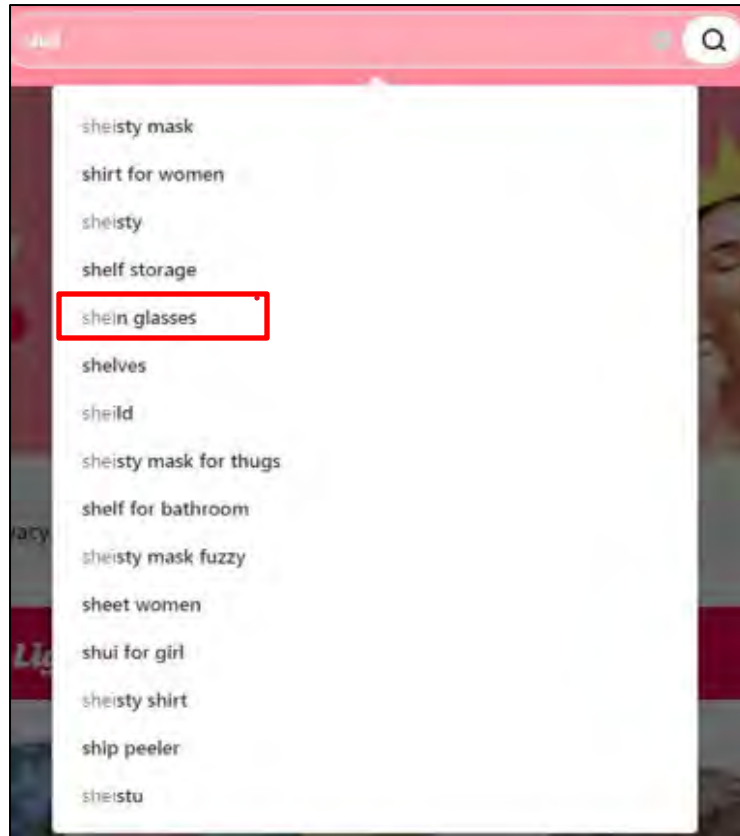 shei
sheisty mask
shirt for women
sheisty
shelf storage
shein glasses
shelves
sheild
sheisty mask for thugs
shelf for bathroom
sheisty mask fuzzy
sheet women
shui for girl
sheisty shirt
ship peeler
sheistu